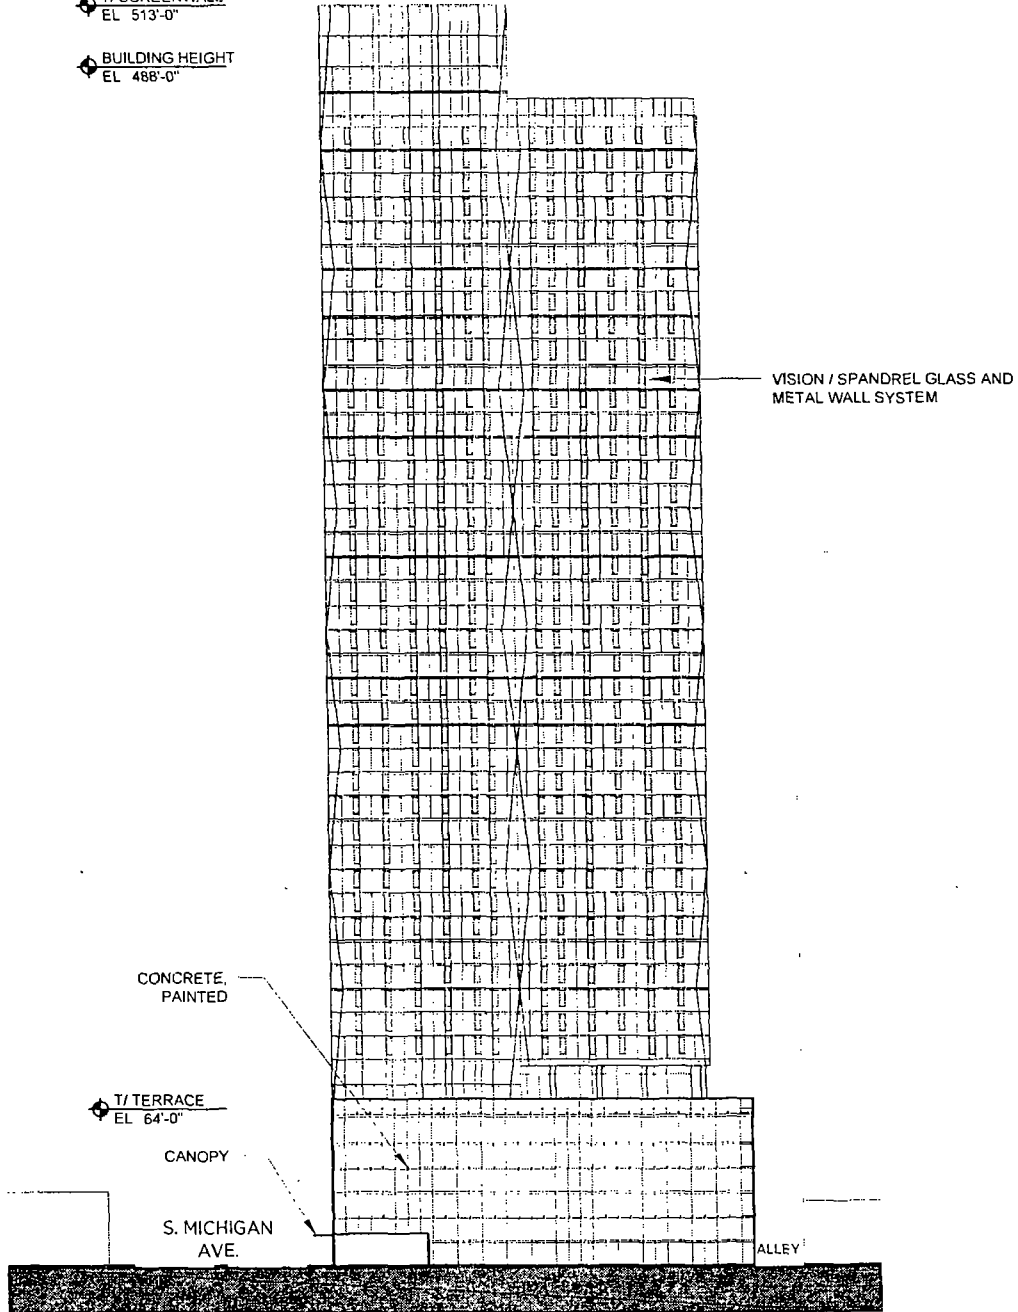 EL 513'-0"
BUILDING HEIGHT
EL 488'-0"
VISION / SPANDREL GLASS AND
METAL WALL SYSTEM
CONCRETE,
PAINTED
T/ TERRACE
EL 64'-0"
CANOPY
S. MICHIGAN
AVE.
ALLEY